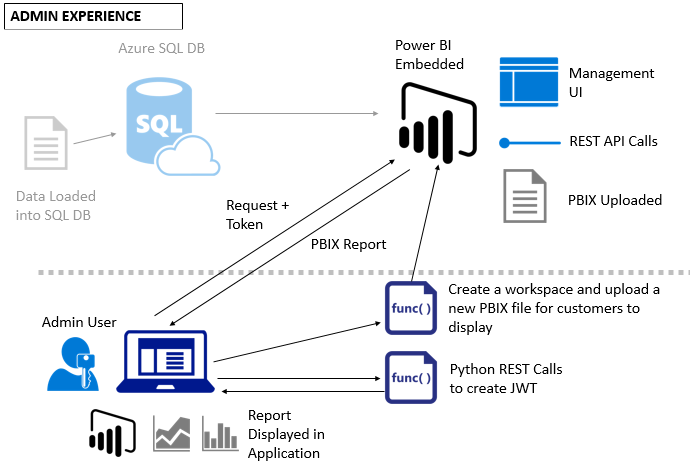 ADMIN EXPERIENCE
Azure SQL DB
SQL
Data Loaded
into SQL DB
Power BI
Embedded
Management
UI
REST API Calls
PBIX Uploaded
Request +
Token
PBIX Report
Admin User
func( )
Create a workspace and upload a
new PBIX file for customers to
display
func( )
Python REST Calls
to create JWT
Report
Displayed in
Application